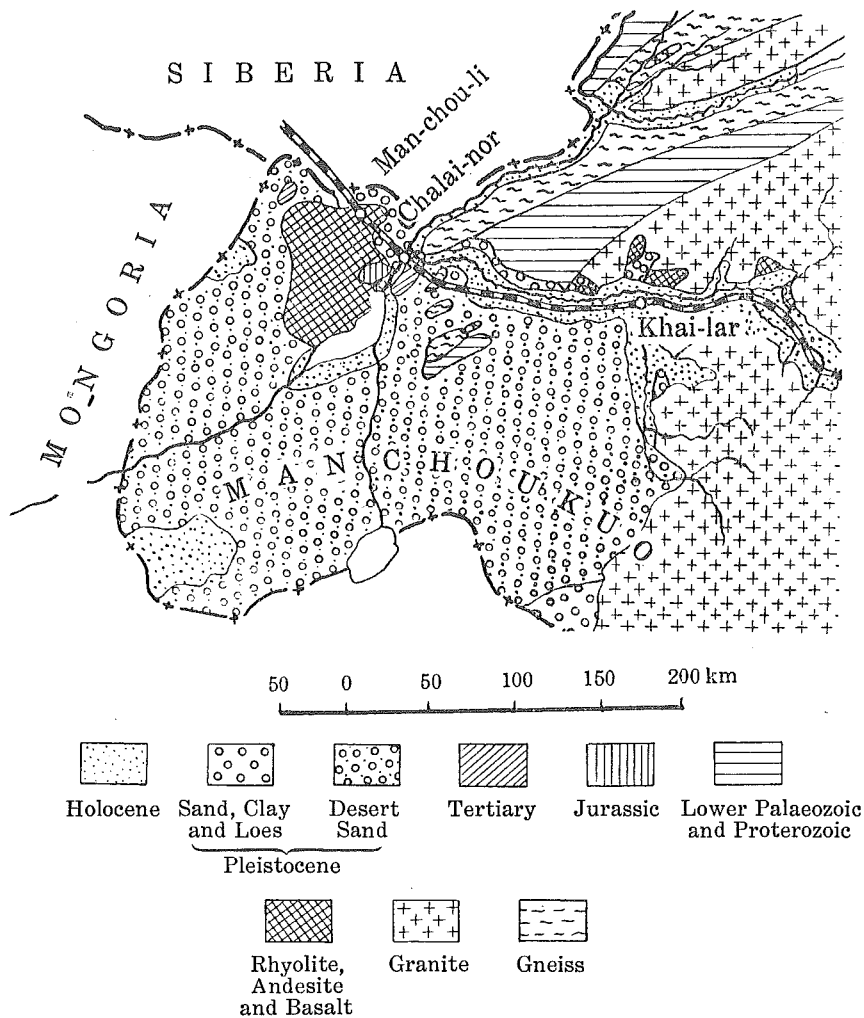 SIBERIA
Man-chou-li
Chalai-nor
MONGORIA
Khai-lar
MANCHOUKUO
50 0 50 100 150 200 km
Holocene
Sand, Clay
and Loes
Desert
Sand
Pleistocene
Tertiary
Jurassic
Lower Palaeozoic
and Proterozoic
Rhyolite,
Andesite
and Basalt
Granite
Gneiss